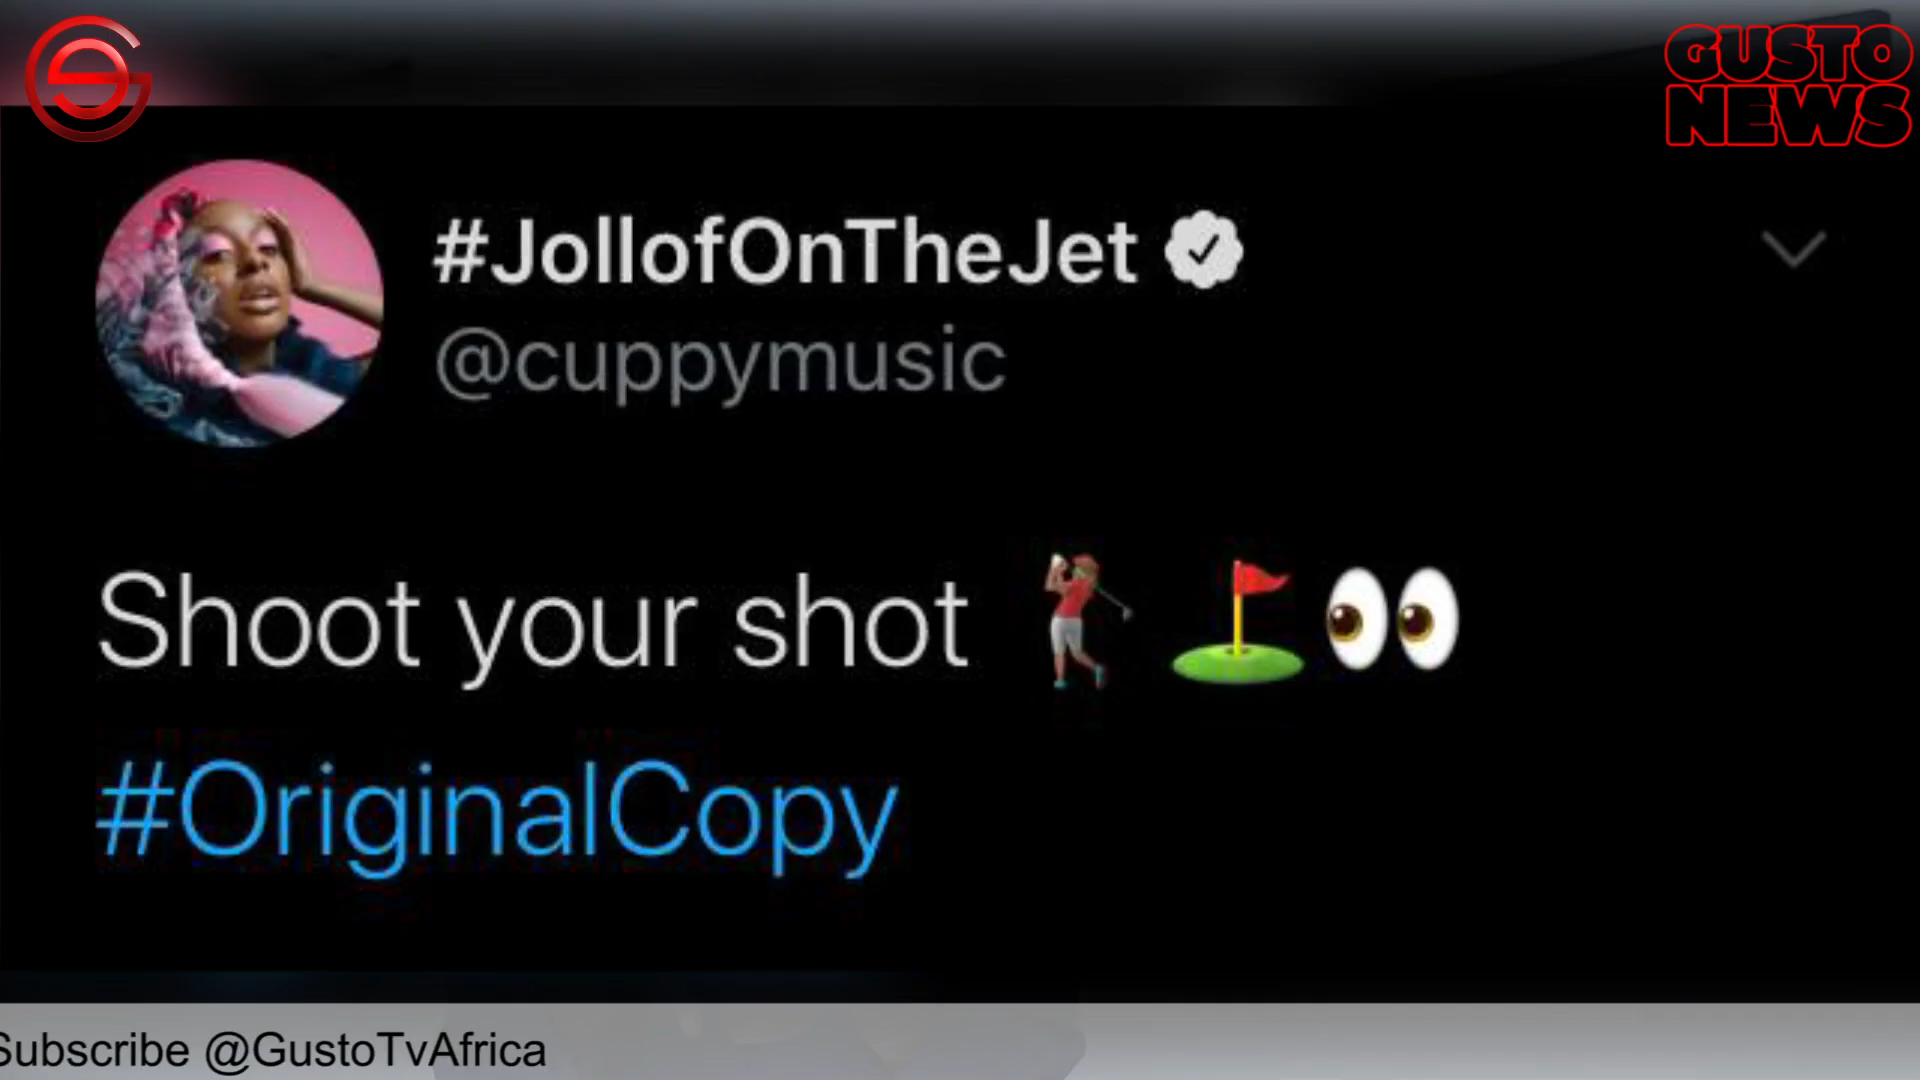 GUSTO
NEWS
#JollofOnTheJet
@cuppymusic
Shoot your shot 🏌🏾‍♀️ ⛳ 👀
#OriginalCopy
Subscribe @GustoTvAfrica